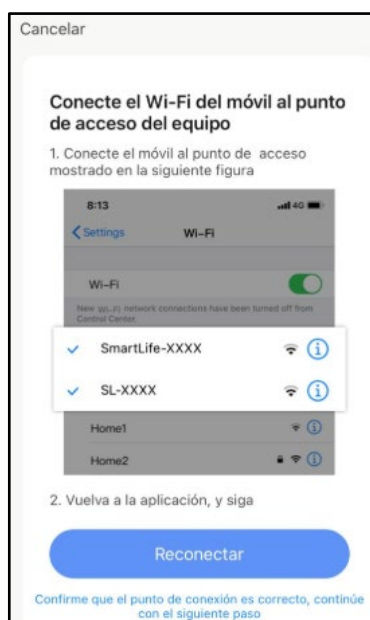 Cancelar
Conecte el Wi-Fi del móvil al punto
de acceso del equipo
1. Conecte el móvil al punto de acceso
mostrado en la siguiente figura
8:13
4G
Settings
Wi-Fi
Wi-Fi
New Wi-Fi network connections have been turned off from
Control Center.
SmartLife-XXXX
SL-XXXX
Home1
Home2
2. Vuelva a la aplicación, y siga
Reconectar
Confirme que el punto de conexión es correcto, continúe
con el siguiente paso